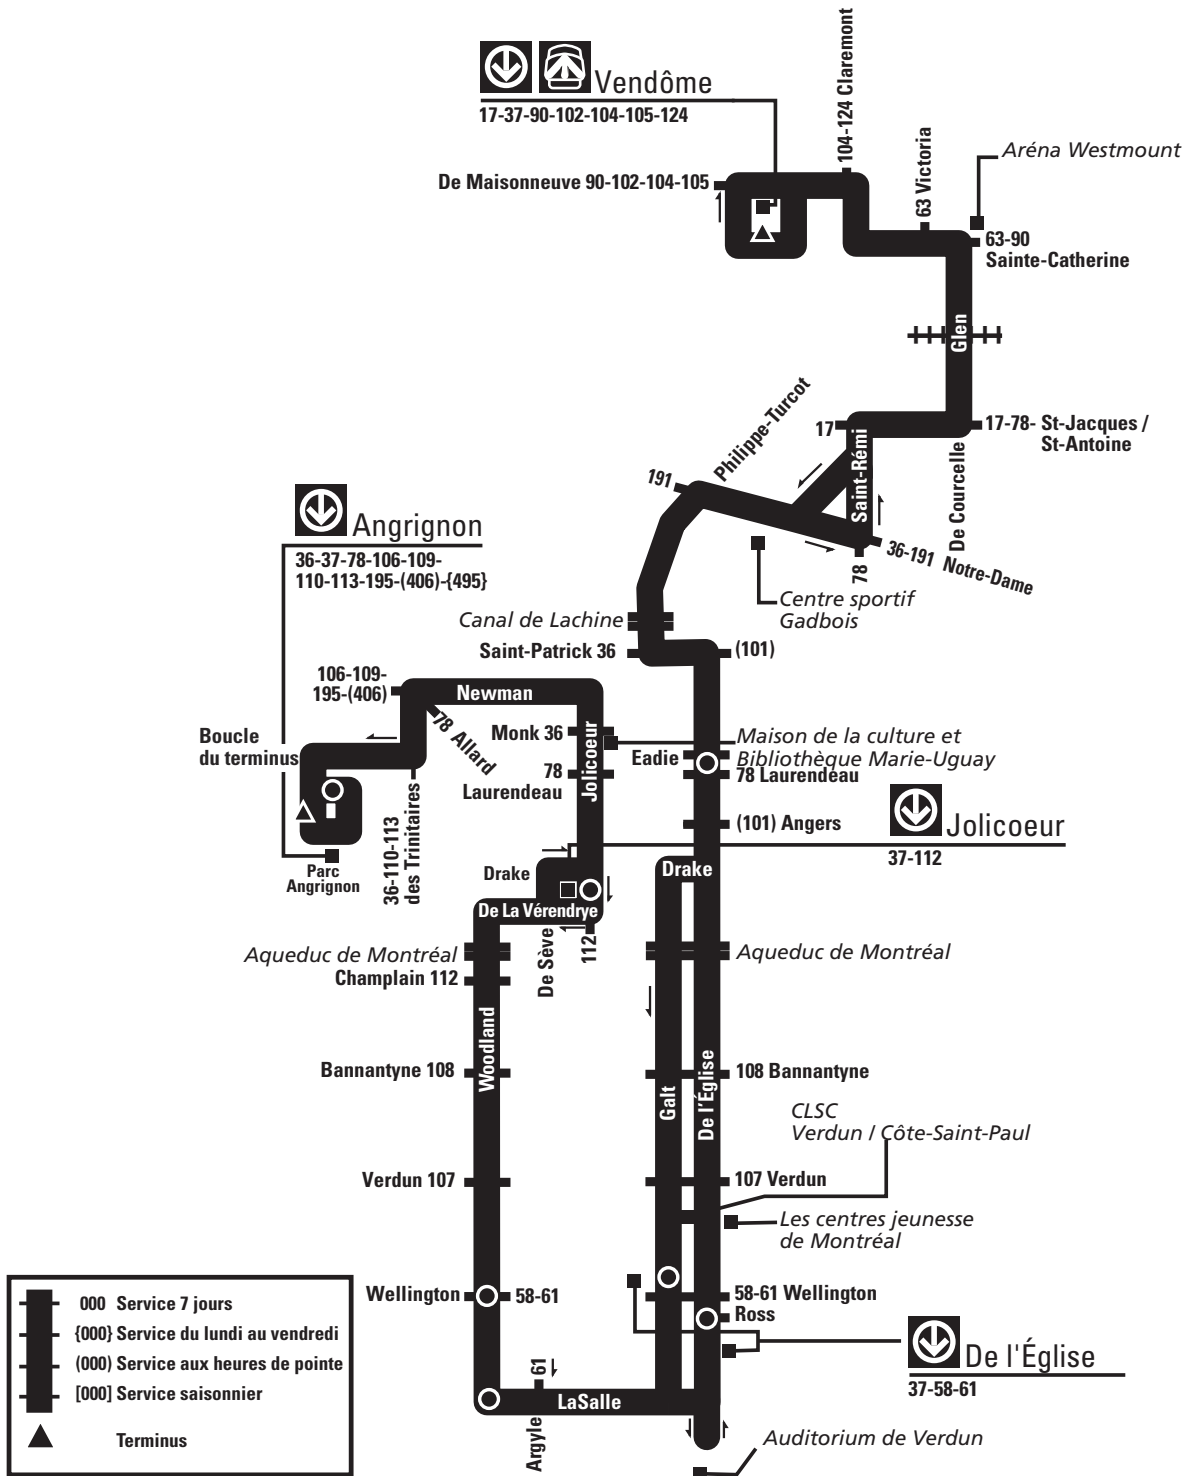 Vendôme
17-37-90-102-104-105-124
104-124 Claremont
De Maisonneuve 90-102-104-105
63 Victoria
Aréna Westmount
63-90
Sainte-Catherine
Glen
Philippe-Turcot
17
Saint-Rémi
17-78- St-Jacques /
St-Antoine
De Courcelle
191
36-191 Notre-Dame
78
Centre sportif
Gadbois
Angrignon
36-37-78-106-109-
110-113-195-(406)-{495}
Canal de Lachine
Saint-Patrick 36
(101)
106-109-
195-(406)
Newman
78 Allard
Monk 36
Jolicoeur
Maison de la culture et
Bibliothèque Marie-Uguay
Boucle
du terminus
Eadie
78
Laurendeau
78 Laurendeau
(101) Angers
Jolicoeur
37-112
Parc
Angrignon
36-110-113
des Trinitaires
Drake
Drake
De La Vérendrye
De Sève
112
Aqueduc de Montréal
Aqueduc de Montréal
Champlain 112
Woodland
Bannantyne 108
Galt
De l'Église
108 Bannantyne
CLSC
Verdun / Côte-Saint-Paul
Verdun 107
107 Verdun
Les centres jeunesse
de Montréal
Wellington
58-61
58-61 Wellington
Ross
De l'Église
37-58-61
61
LaSalle
Argyle
Auditorium de Verdun
000 Service 7 jours
{000} Service du lundi au vendredi
(000) Service aux heures de pointe
[000] Service saisonnier
Terminus